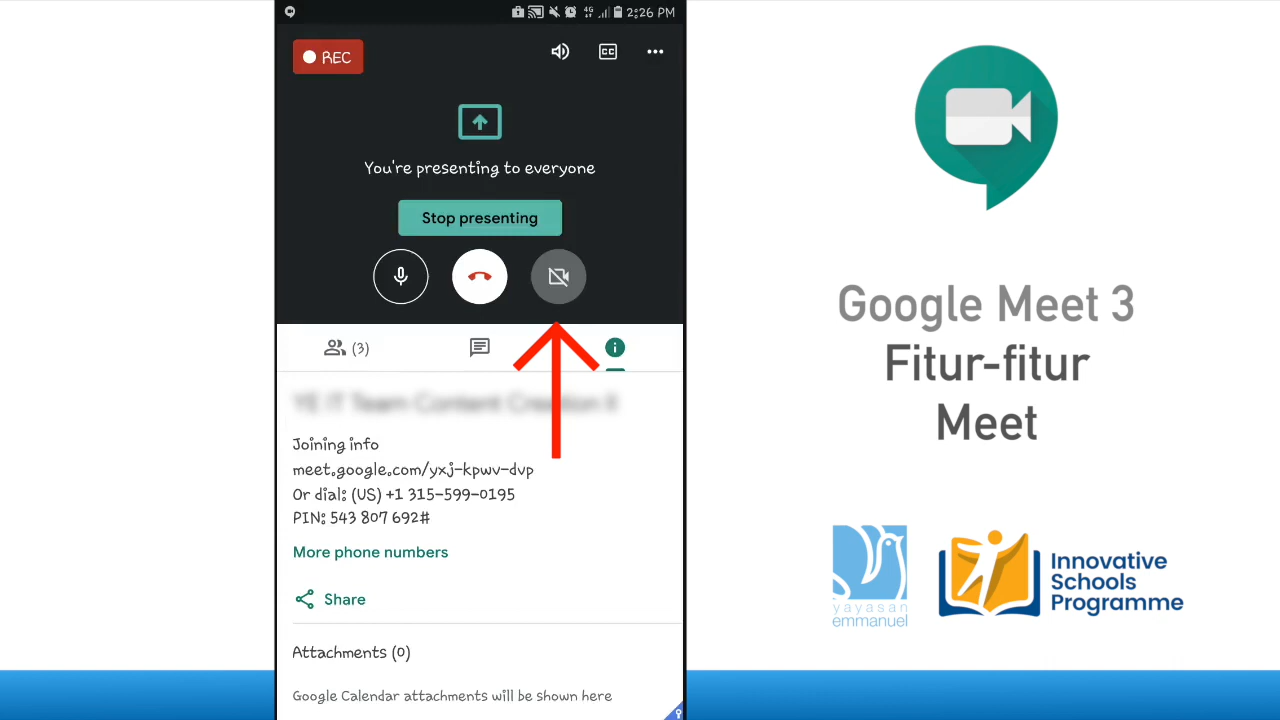 2:26 PM
REC
CC
You're presenting to everyone
Stop presenting
(3)
Joining info
meet.google.com/yxj-kpwv-dvp
Or dial: (US) +1 315-599-0195
PIN: 543 807 692#
More phone numbers
Share
Attachments (0)
Google Calendar attachments will be shown here
Google Meet 3
Fitur-fitur
Meet
yayasan
emmanuel
Innovative
Schools
Programme